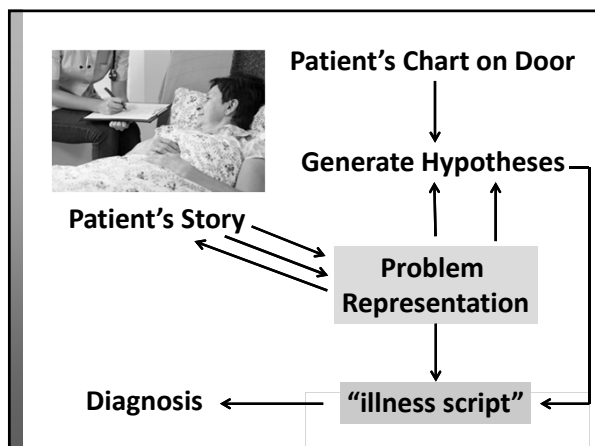 Patient's Chart on Door
Generate Hypotheses
Patient's Story
Problem
Representation
Diagnosis
“illness script”